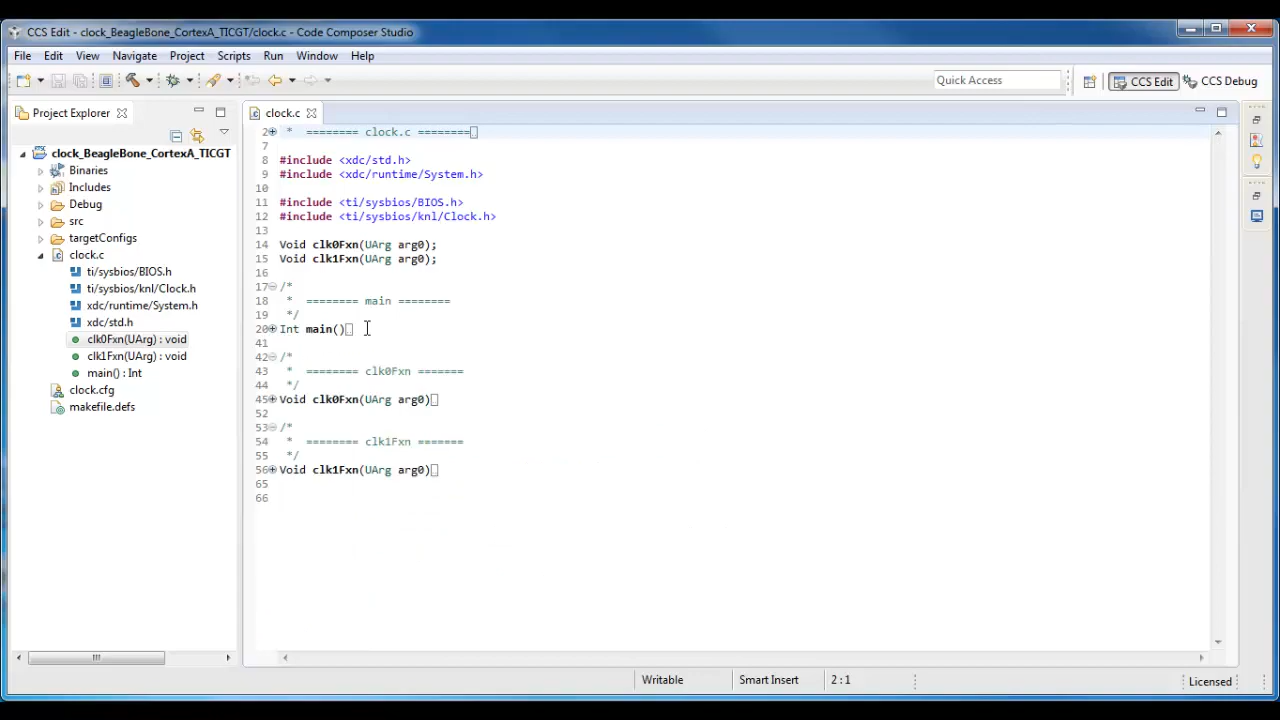 CCS Edit - clock_BeagleBone_CortexA_TICGT/clock.c - Code Composer Studio
File Edit View Navigate Project Scripts Run Window Help
Quick Access
CCS Edit
CCS Debug
Project Explorer
clock_BeagleBone_CortexA_TICGT
Binaries
Includes
Debug
src
targetConfigs
clock.c
ti/sysbios/BIOS.h
ti/sysbios/knl/Clock.h
xdc/runtime/System.h
xdc/std.h
clk0Fxn(UArg) : void
clk1Fxn(UArg) : void
main() : Int
clock.cfg
makefile.defs
clock.c
2 * ======== clock.c ========
7
8 #include <xdc/std.h>
9 #include <xdc/runtime/System.h>
10
11 #include <ti/sysbios/BIOS.h>
12 #include <ti/sysbios/knl/Clock.h>
13
14 Void clk0Fxn(UArg arg0);
15 Void clk1Fxn(UArg arg0);
16
17 /*
18 * ======== main ========
19 */
20 Int main()
41
42 /*
43 * ======== clk0Fxn =======
44 */
45 Void clk0Fxn(UArg arg0)
52
53 /*
54 * ======== clk1Fxn =======
55 */
56 Void clk1Fxn(UArg arg0)
65
66
Writable
Smart Insert
2 : 1
Licensed